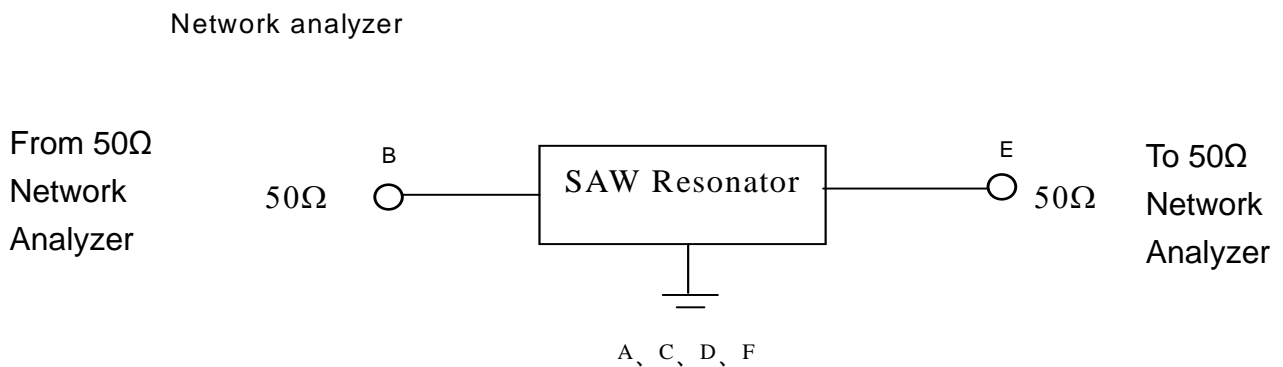 Network analyzer
From 50Ω
Network
Analyzer
50Ω
B
SAW Resonator
E
50Ω
To 50Ω
Network
Analyzer
A、C、D、F